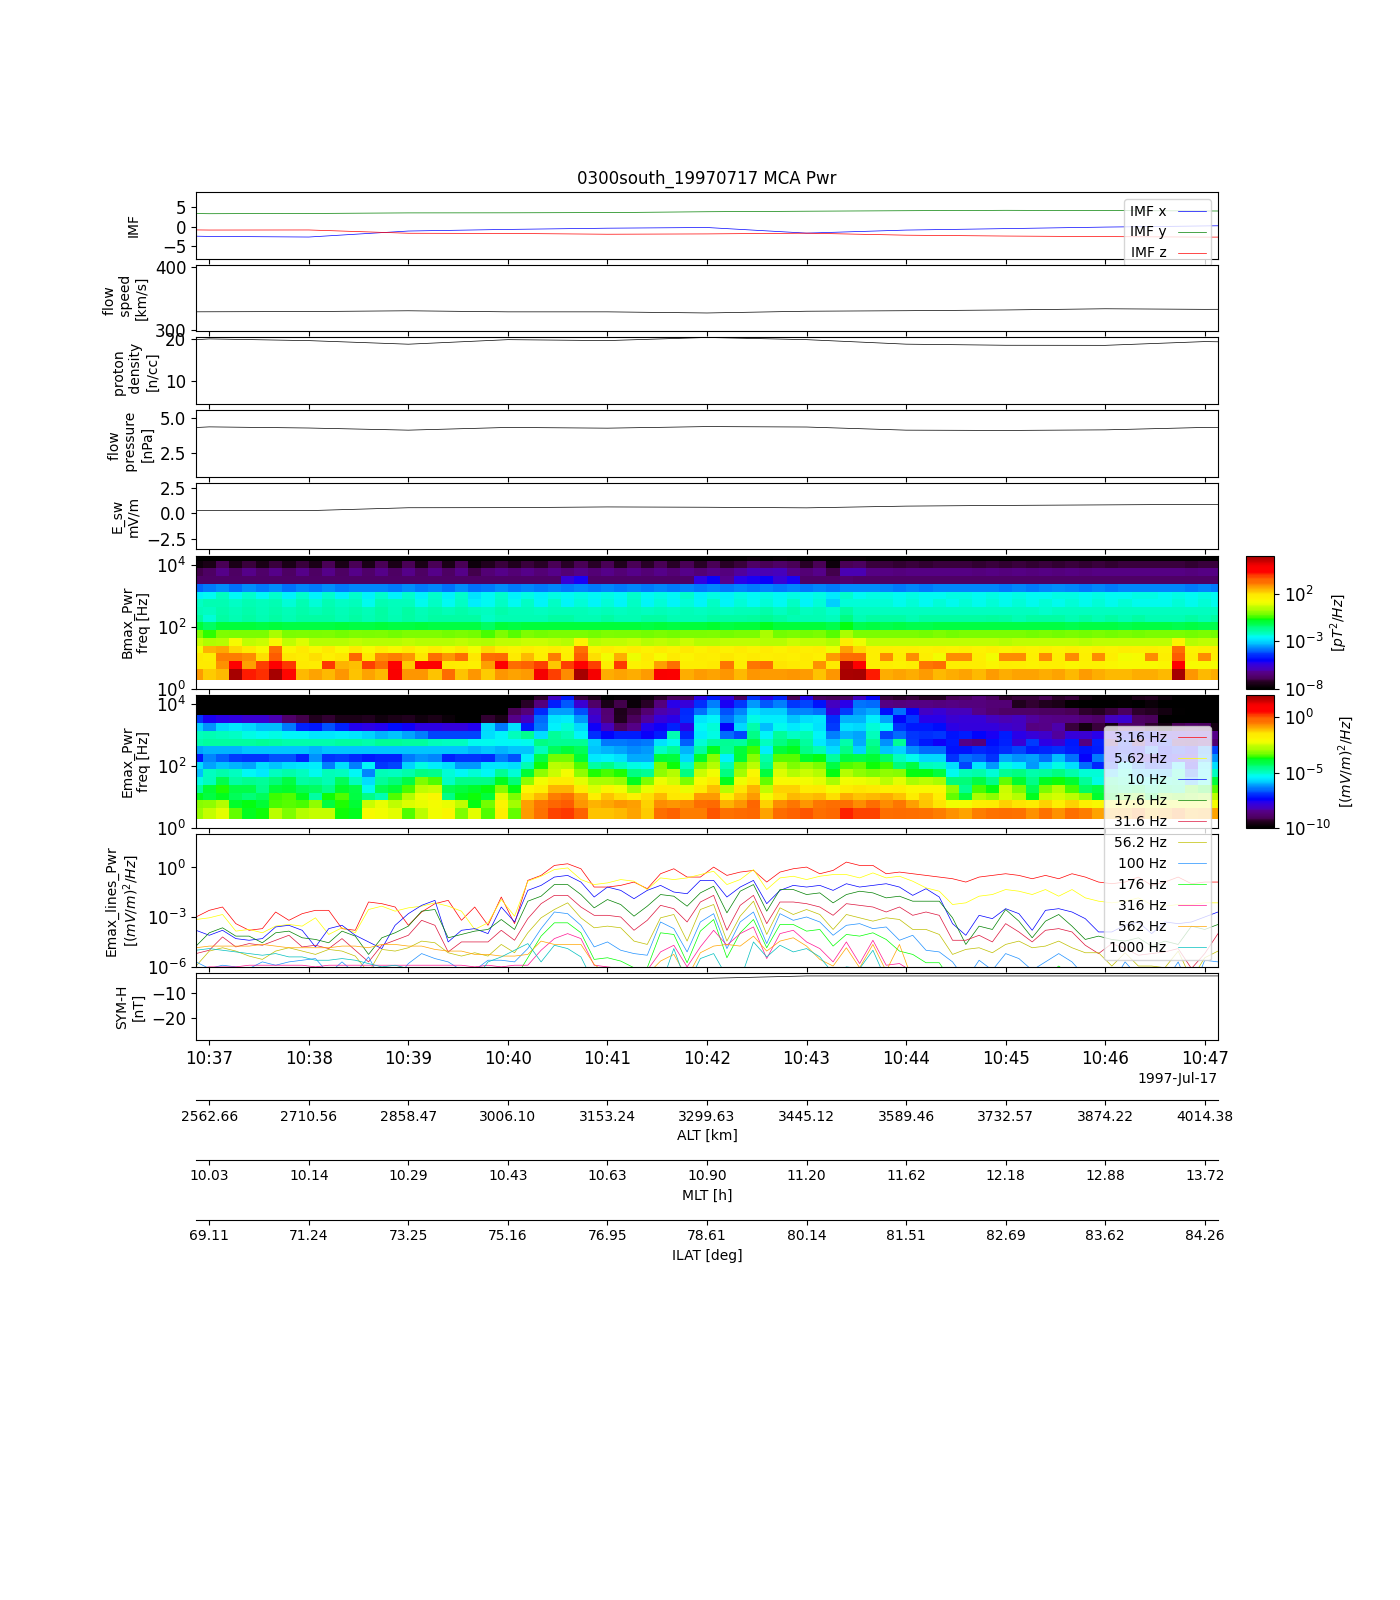 0300south_19970717 MCA Pwr
IMF
5
0
−5
IMF x
IMF y
IMF z
flow
speed
[km/s]
400
300
proton
density
[n/cc]
20
10
flow
pressure
[nPa]
5.0
2.5
E_sw
mV/m
2.5
0.0
−2.5
Bmax_Pwr
freq [Hz]
10^4
10^2
10^0
10^2
10^−3
10^−8
[pT^2/Hz]
Emax_Pwr
freq [Hz]
10^4
10^2
10^0
10^0
10^−5
10^−10
[(mV/m)^2/Hz]
3.16 Hz
5.62 Hz
10 Hz
17.6 Hz
31.6 Hz
56.2 Hz
100 Hz
176 Hz
316 Hz
562 Hz
1000 Hz
Emax_lines_Pwr
[(mV/m)^2/Hz]
10^0
10^−3
10^−6
SYM-H
[nT]
−10
−20
10:37 10:38 10:39 10:40 10:41 10:42 10:43 10:44 10:45 10:46 10:47
1997-Jul-17
2562.66 2710.56 2858.47 3006.10 3153.24 3299.63 3445.12 3589.46 3732.57 3874.22 4014.38
ALT [km]
10.03 10.14 10.29 10.43 10.63 10.90 11.20 11.62 12.18 12.88 13.72
MLT [h]
69.11 71.24 73.25 75.16 76.95 78.61 80.14 81.51 82.69 83.62 84.26
ILAT [deg]